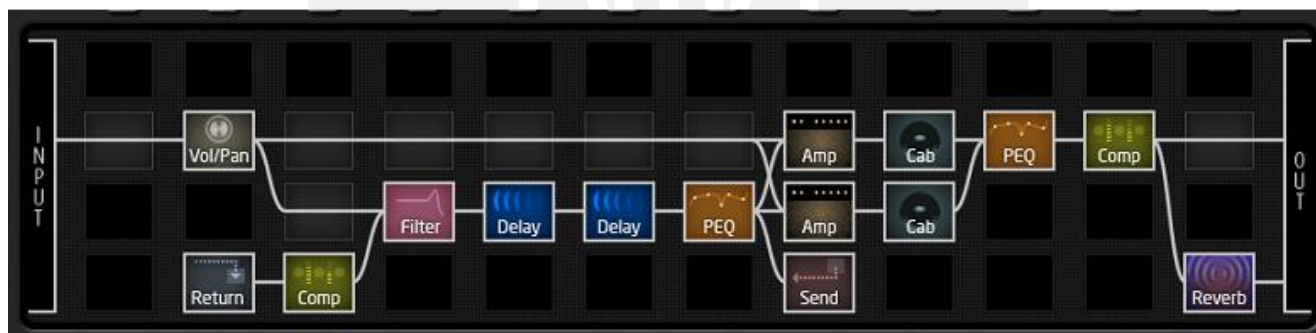 INPUT
Vol/Pan
Amp
Cab
PEQ
Comp
Filter
Delay
Delay
PEQ
Amp
Cab
Return
Comp
Send
Reverb
OUT